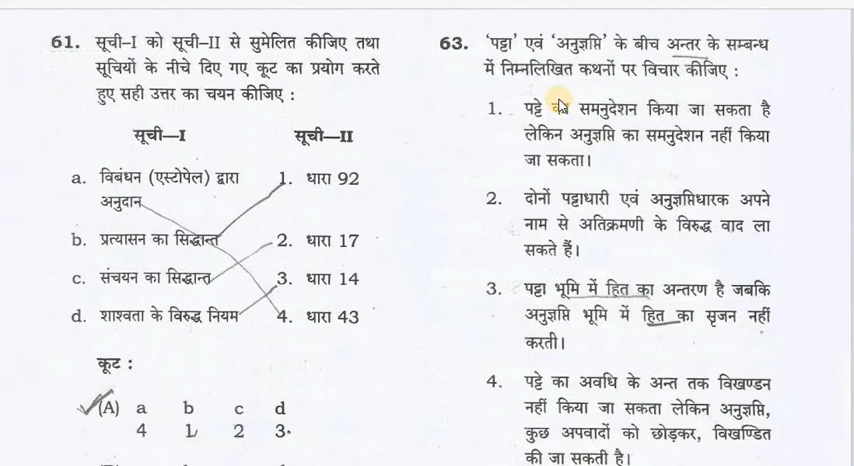 61. सूची–I को सूची–II से सुमेलित कीजिए तथा
सूचियों के नीचे दिए गए कूट का प्रयोग करते
हुए सही उत्तर का चयन कीजिए :
सूची—I सूची—II
a. विबंधन (एस्टोपेल) द्वारा 1. धारा 92
अनुदान
b. प्रत्यासन का सिद्धान्त 2. धारा 17
c. संचयन का सिद्धान्त 3. धारा 14
d. शाश्वता के विरुद्ध नियम 4. धारा 43
कूट :
(A) a b c d
4 1 2 3
63. ‘पट्टा’ एवं ‘अनुज्ञप्ति’ के बीच अन्तर के सम्बन्ध
में निम्नलिखित कथनों पर विचार कीजिए :
1. पट्टे समनुदेशन किया जा सकता है
लेकिन अनुज्ञप्ति का समनुदेशन नहीं किया
जा सकता।
2. दोनों पट्टाधारी एवं अनुज्ञप्तिधारक अपने
नाम से अतिक्रमणी के विरुद्ध वाद ला
सकते हैं।
3. पट्टा भूमि में हित का अन्तरण है जबकि
अनुज्ञप्ति भूमि में हित का सृजन नहीं
करती।
4. पट्टे का अवधि के अन्त तक विखण्डन
नहीं किया जा सकता लेकिन अनुज्ञप्ति,
कुछ अपवादों को छोड़कर, विखण्डित
की जा सकती है।